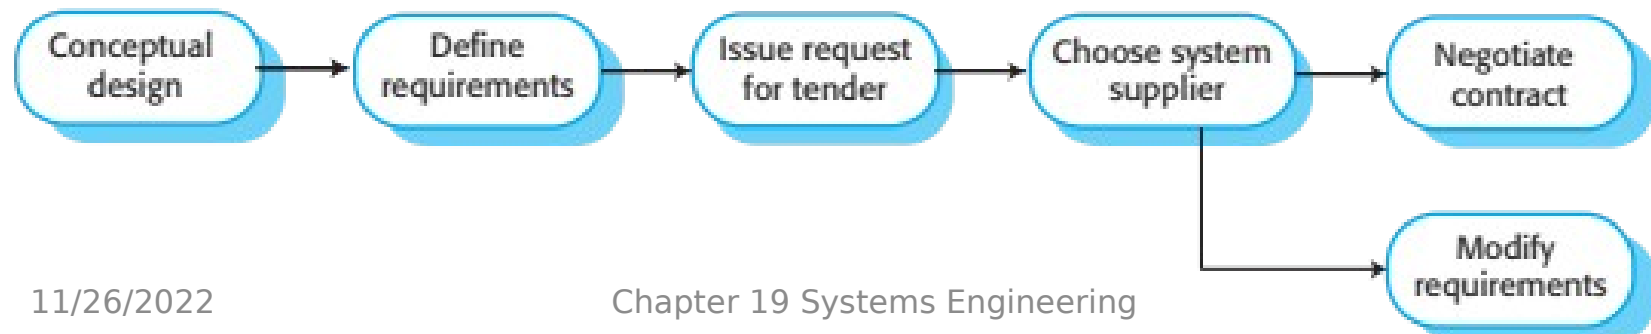 Conceptual
design
Define
requirements
Issue request
for tender
Choose system
supplier
Negotiate
contract
Modify
requirements
11/26/2022
Chapter 19 Systems Engineering